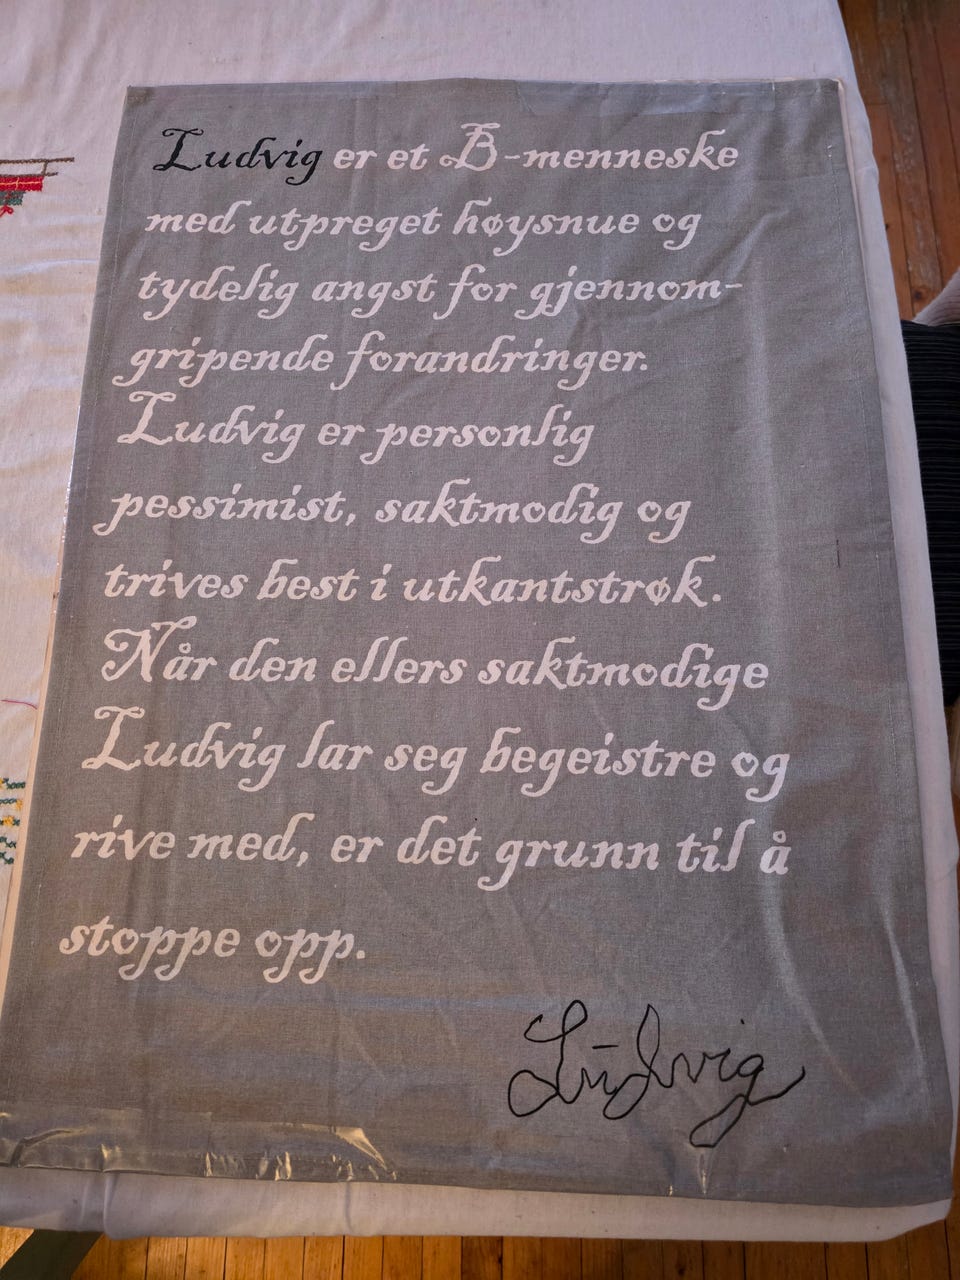 Ludvig er et B-menneske
med utpreget høysnue og
tydelig angst for gjennom-
gripende forandringer.
Ludvig er personlig
pessimist, saktmodig og
trives best i utkantstrøk.
Når den ellers saktmodige
Ludvig lar seg begeistre og
rive med, er det grunn til å
stoppe opp.
Ludvig